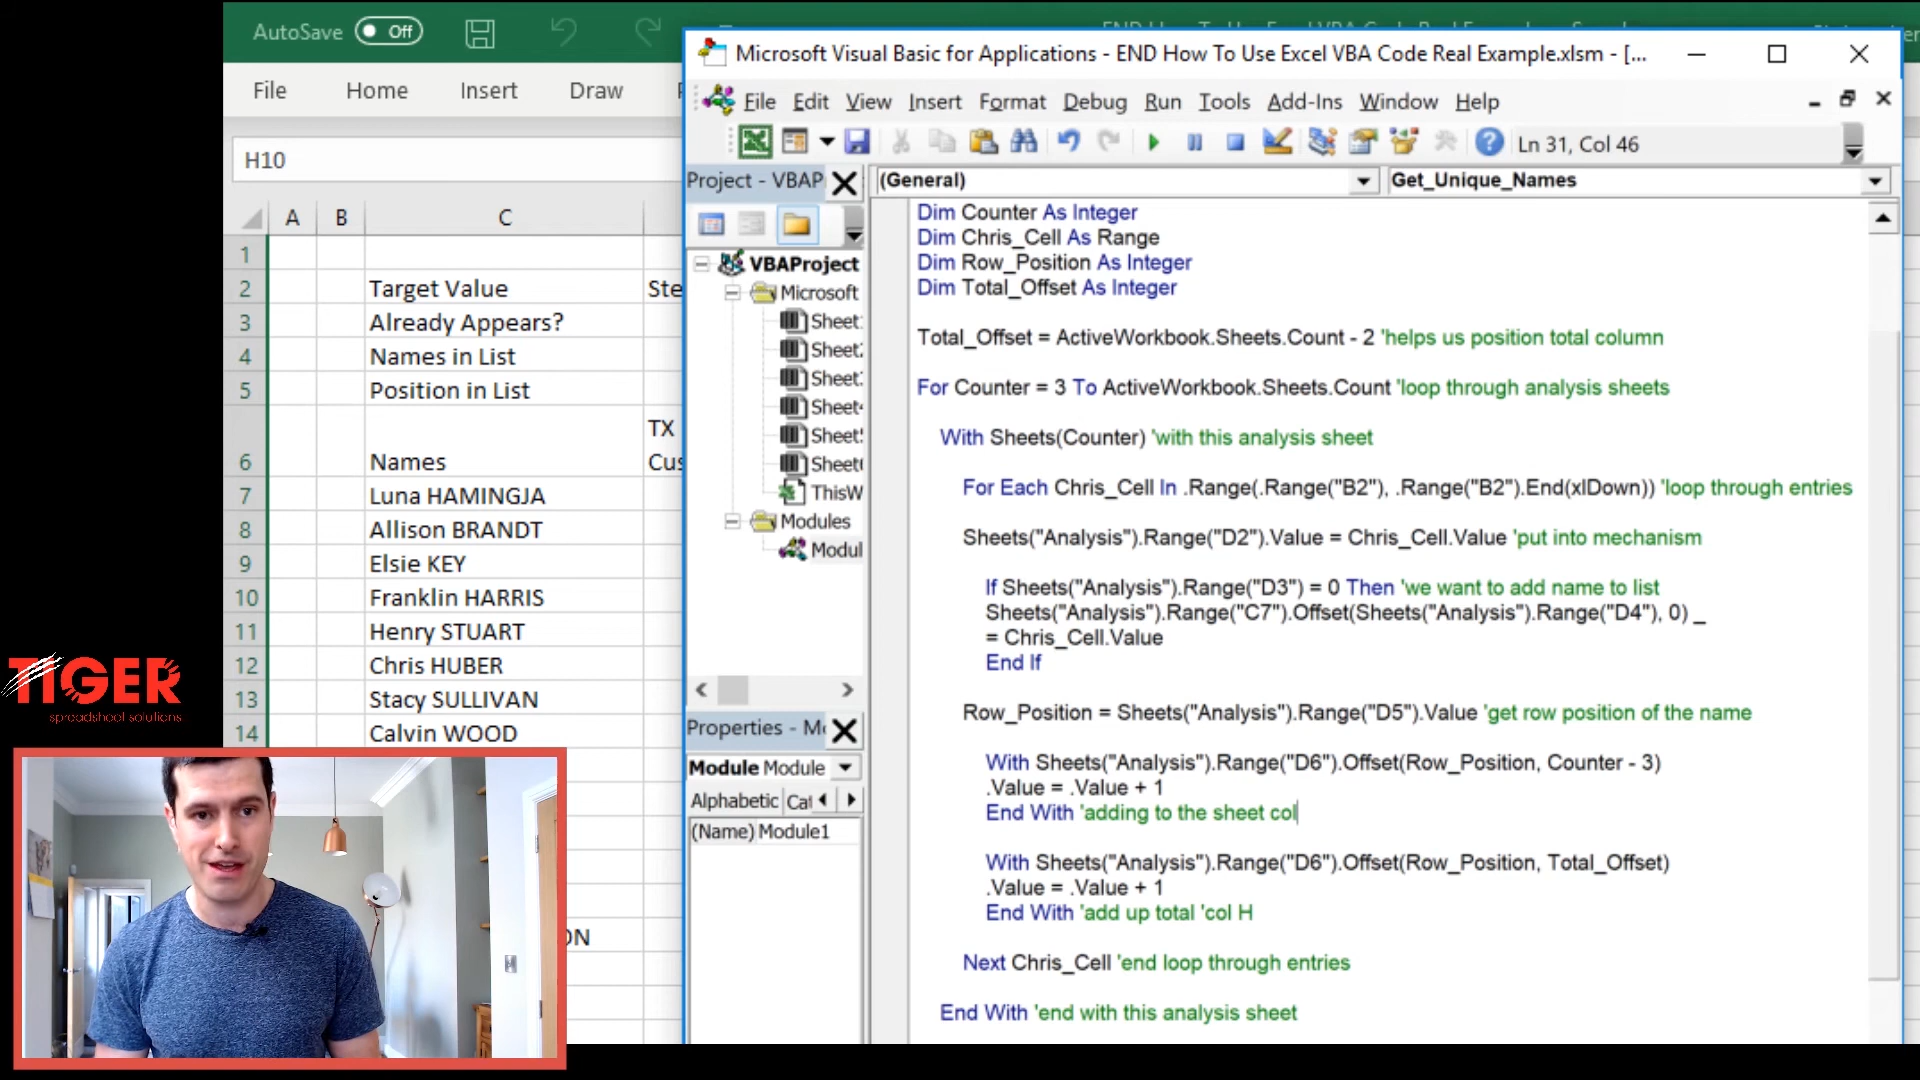 AutoSave Off
File Home Insert Draw
H10
A B C
1
2 Target Value Ste
3 Already Appears?
4 Names in List
5 Position in List
TX
6 Names Cus
7 Luna HAMINGJA
8 Allison BRANDT
9 Elsie KEY
10 Franklin HARRIS
11 Henry STUART
12 Chris HUBER
13 Stacy SULLIVAN
14 Calvin WOOD
ON
TIGER
spreadsheet solutions
Microsoft Visual Basic for Applications - END How To Use Excel VBA Code Real Example.xlsm - [...
File Edit View Insert Format Debug Run Tools Add-Ins Window Help
Ln 31, Col 46
Project - VBAP
VBAProject
Microsoft
Sheet
Sheet
Sheet
Sheet
Sheet
Sheet
ThisW
Modules
Modul
Properties - Mo
Module Module
Alphabetic Cat
(Name) Module1
(General) Get_Unique_Names
Dim Counter As Integer
Dim Chris_Cell As Range
Dim Row_Position As Integer
Dim Total_Offset As Integer
Total_Offset = ActiveWorkbook.Sheets.Count - 2 'helps us position total column
For Counter = 3 To ActiveWorkbook.Sheets.Count 'loop through analysis sheets
With Sheets(Counter) 'with this analysis sheet
For Each Chris_Cell In .Range(.Range("B2"), .Range("B2").End(xlDown)) 'loop through entries
Sheets("Analysis").Range("D2").Value = Chris_Cell.Value 'put into mechanism
If Sheets("Analysis").Range("D3") = 0 Then 'we want to add name to list
Sheets("Analysis").Range("C7").Offset(Sheets("Analysis").Range("D4"), 0) _
= Chris_Cell.Value
End If
Row_Position = Sheets("Analysis").Range("D5").Value 'get row position of the name
With Sheets("Analysis").Range("D6").Offset(Row_Position, Counter - 3)
.Value = .Value + 1
End With 'adding to the sheet col
With Sheets("Analysis").Range("D6").Offset(Row_Position, Total_Offset)
.Value = .Value + 1
End With 'add up total 'col H
Next Chris_Cell 'end loop through entries
End With 'end with this analysis sheet